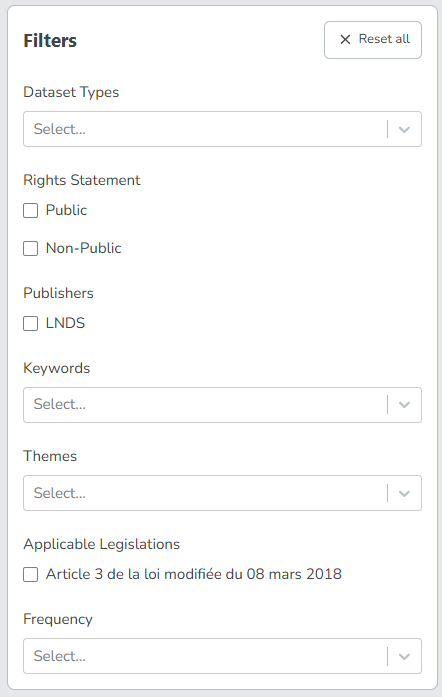 Filters
Reset all
Dataset Types
Select...
Rights Statement
Public
Non-Public
Publishers
LNDS
Keywords
Select...
Themes
Select...
Applicable Legislations
Article 3 de la loi modifiée du 08 mars 2018
Frequency
Select...